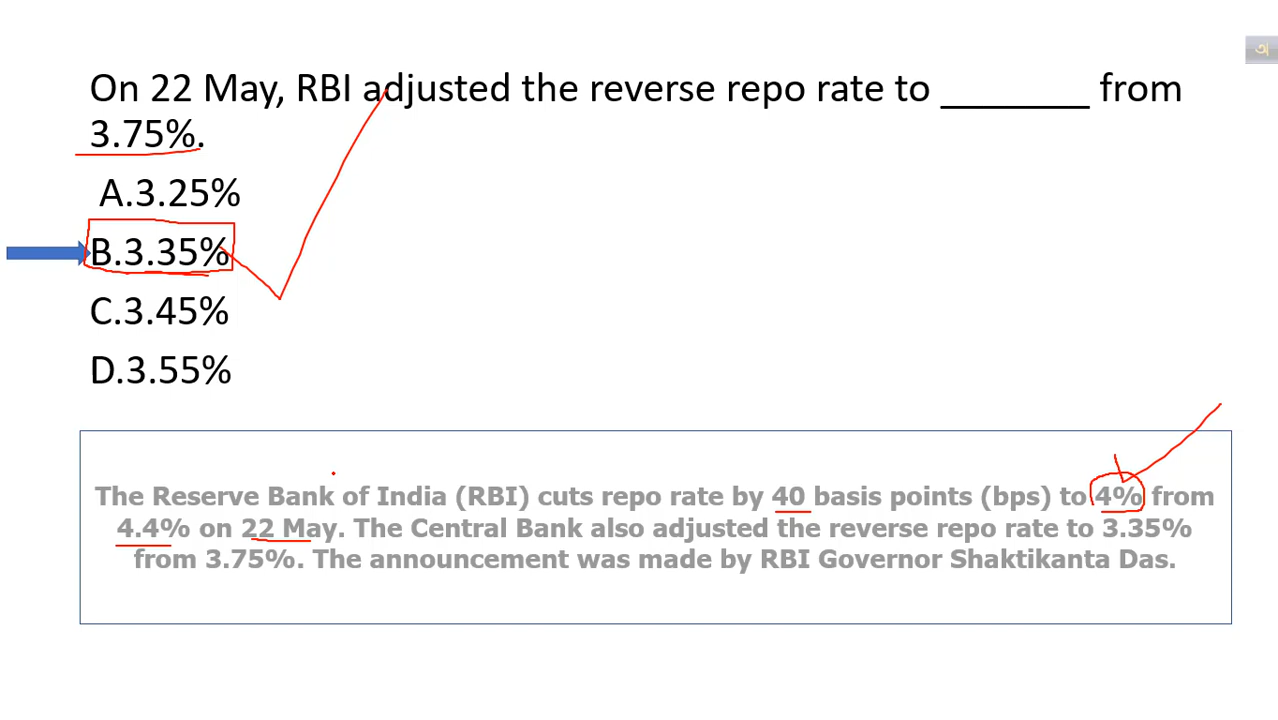 অ
On 22 May, RBI adjusted the reverse repo rate to _______ from
3.75%.
A.3.25%
B.3.35%
C.3.45%
D.3.55%
The Reserve Bank of India (RBI) cuts repo rate by 40 basis points (bps) to 4% from
4.4% on 22 May. The Central Bank also adjusted the reverse repo rate to 3.35%
from 3.75%. The announcement was made by RBI Governor Shaktikanta Das.